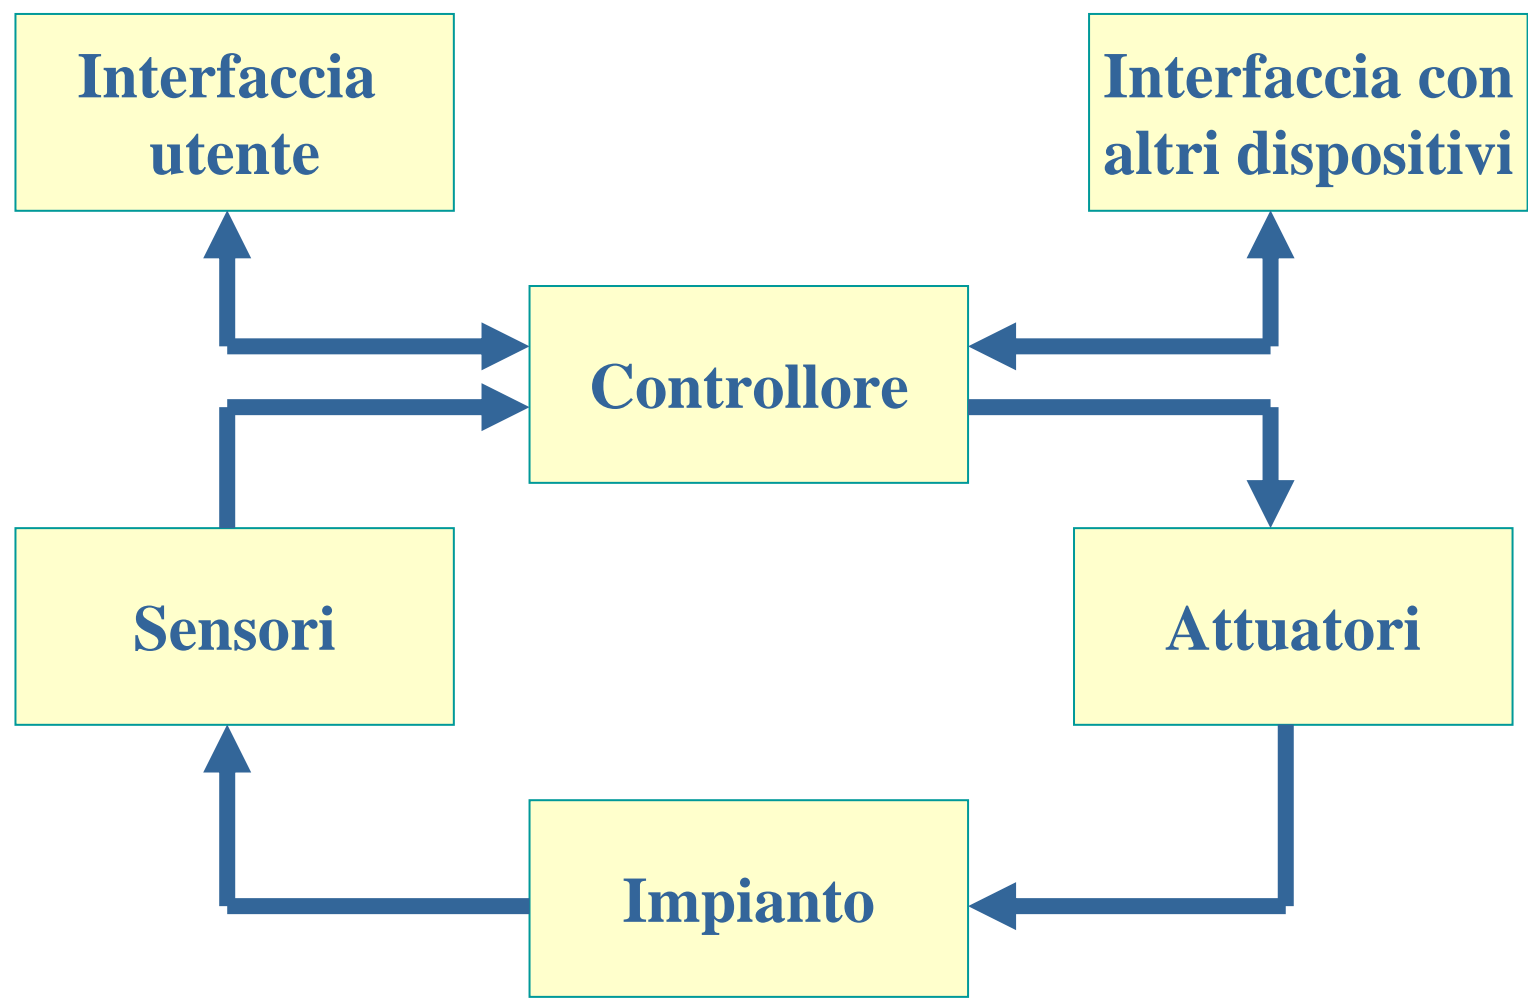 Interfaccia
utente
Interfaccia con
altri dispositivi
Controllore
Sensori
Attuatori
Impianto